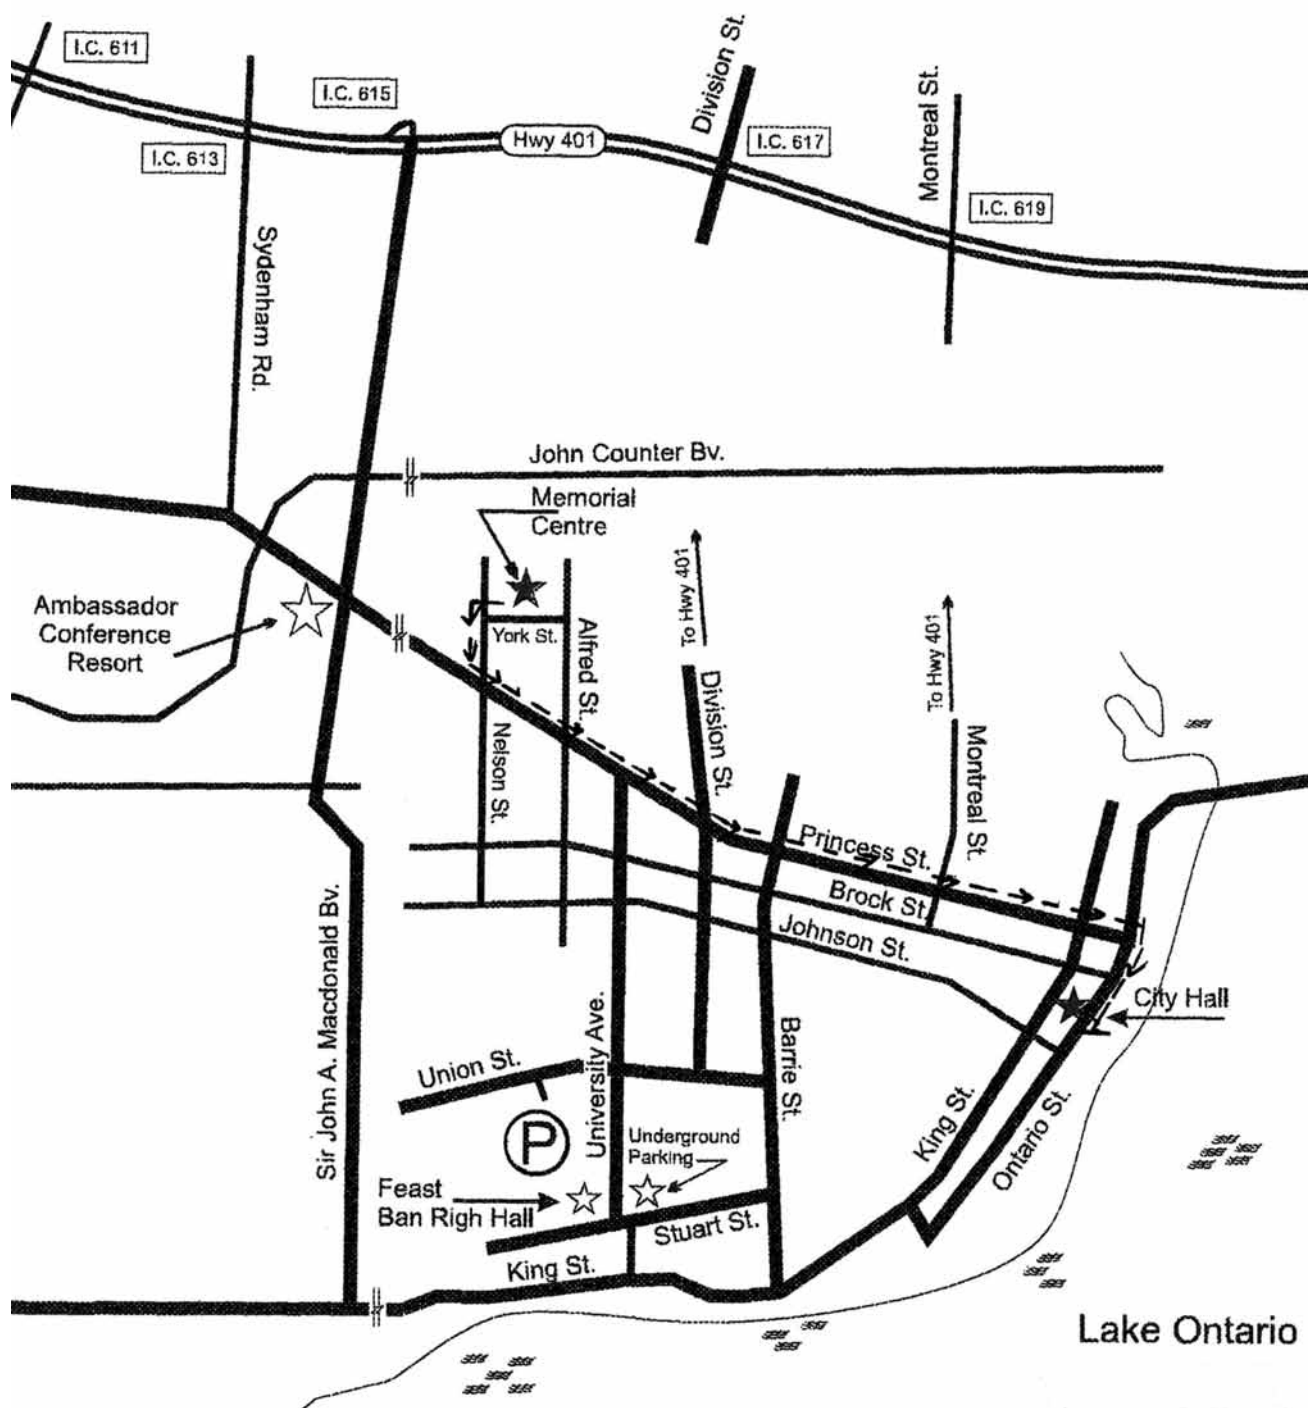 I.C. 611
I.C. 615
Hwy 401
Division St.
I.C. 617
Montreal St.
I.C. 613
I.C. 619
Sydenham Rd.
John Counter Bv.
Memorial
Centre
To Hwy 401
To Hwy 401
Ambassador
Conference
Resort
York St.
Alfred St.
Nelson St.
Division St.
Montreal St.
Princess St.
Brock St.
Johnson St.
City Hall
Sir John A. Macdonald Bv.
University Ave.
Barrie St.
Union St.
P
Underground
Parking
King St.
Ontario St.
Feast
Ban Righ Hall
Stuart St.
King St.
Lake Ontario